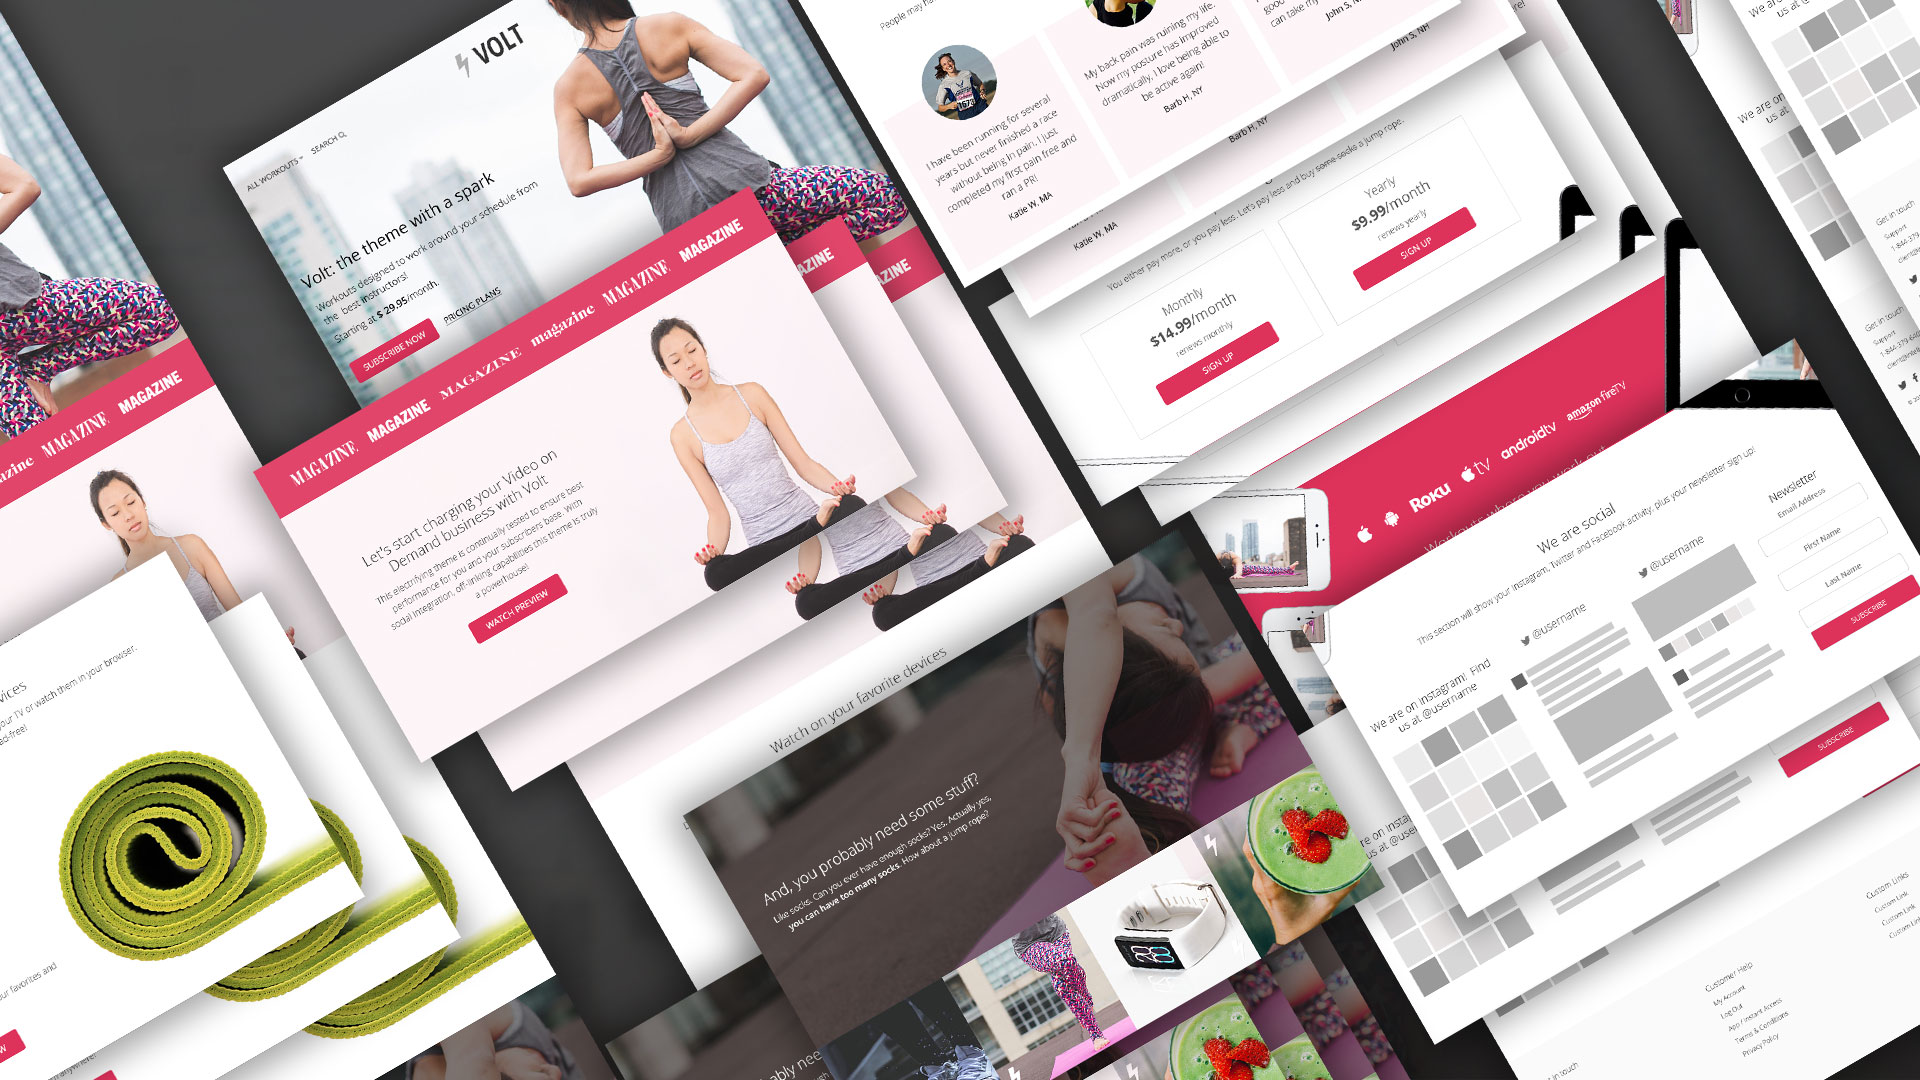 VOLT
ALL WORKOUTS
SEARCH
Volt: the theme with a spark
Workouts designed to work around your schedule from
the best instructors!
Starting at $ 29.95/month.
SUBSCRIBE NOW
PRICING PLANS
MAGAZINE MAGAZINE MAGAZINE magazine MAGAZINE MAGAZINE
Let's start charging your Video on
Demand business with Volt
This electrifying theme is continually tested to ensure best
performance for you and your subscribers base. With
social integration, off-linking capabilities this theme is truly
a powerhouse!
WATCH PREVIEW
MAGAZINE MAGAZINE
your TV or watch them in your browser.
People may
I have been running for several
years but never finished a race
without being in pain. I just
completed my first pain free and
ran a PR!
Katie W, MA
My back pain was ruining my life.
Now my posture has improved
dramatically. I love being able to
be active again!
Barb H, NY
can take my
John S, NH
Katie W, MA
Barb H, NY
John S, NH
You either pay more, or you pay less. Let's pay less and buy some socks a jump rope.
Monthly
$14.99/month
renews monthly
SIGN UP
Yearly
$9.99/month
renews yearly
SIGN UP
Roku
tv
androidtv
amazon fireTV
Watch on your favorite devices
And, you probably need some stuff?
Like socks. Can you ever have enough socks? Yes. Actually yes,
you can have too many socks. How about a jump rope?
We are social
This section will show your Instagram, Twitter and Facebook activity, plus your newsletter sign up!
We are on Instagram! Find
us at @username
@username
@username
Newsletter
Email Address
First Name
Last Name
SUBSCRIBE
SUBSCRIBE
Get in touch
Support
Get in touch
Support
Customer Help
My Account
Log Out
App / Instant Access
Terms & Conditions
Privacy Policy
Custom Links
Custom Link
Custom Link